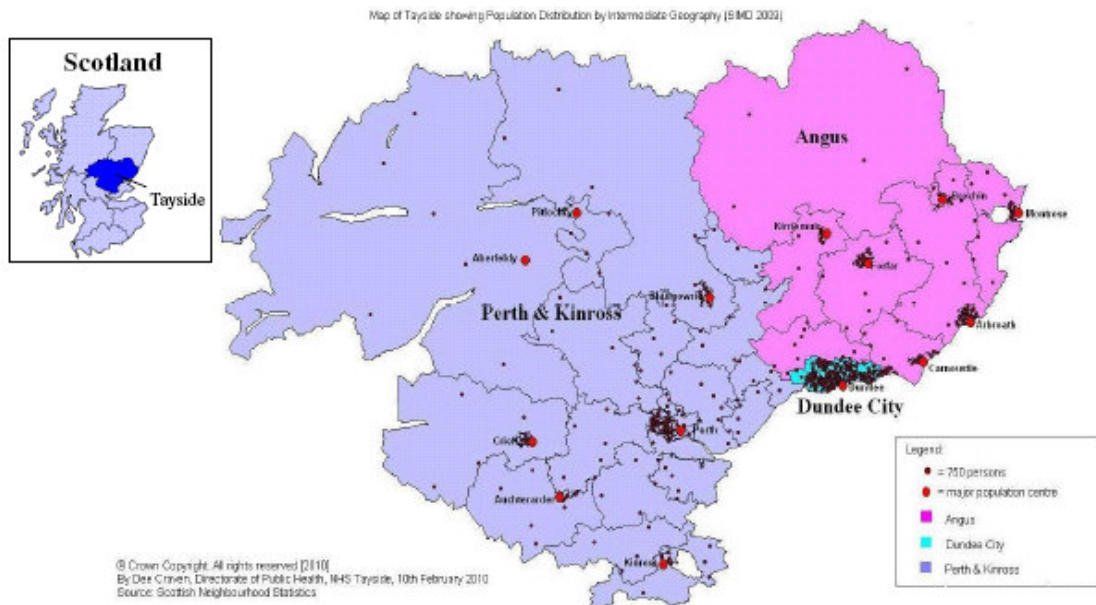 Map of Tayside showing Population Distribution by Intermediate Geography (SIMD 2009)
Scotland
Tayside
Angus
Brechin
Montrose
Kirriemuir
Pitlochry
Forfar
Aberfeldy
Blairgowrie
Perth & Kinross
Arbroath
Carnoustie
Dundee
Dundee City
Perth
Crieff
Auchterarder
Kinross
Legend:
= 750 persons
= major population centre
Angus
Dundee City
Perth & Kinross
© Crown Copyright. All rights reserved [2010]
By Dee Craven, Directorate of Public Health, NHS Tayside, 10th February 2010
Source: Scottish Neighbourhood Statistics